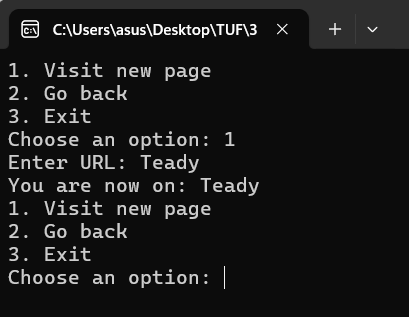 C:\Users\asus\Desktop\TUF\3
1. Visit new page
2. Go back
3. Exit
Choose an option: 1
Enter URL: Teady
You are now on: Teady
1. Visit new page
2. Go back
3. Exit
Choose an option: